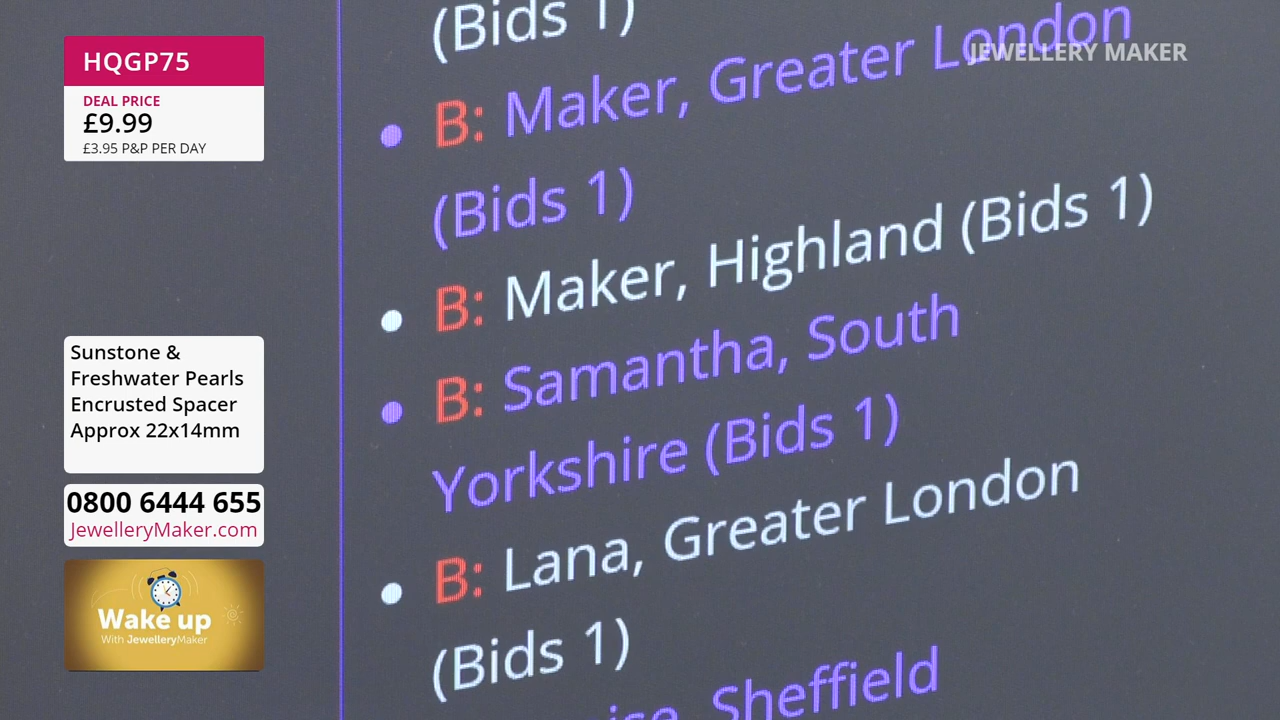 HQGP75
DEAL PRICE
£9.99
£3.95 P&P PER DAY
Sunstone &
Freshwater Pearls
Encrusted Spacer
Approx 22x14mm
0800 6444 655
JewelleryMaker.com
Wake up
With JewelleryMaker
JEWELLERY MAKER
(Bids 1)
• B: Maker, Greater London
(Bids 1)
• B: Maker, Highland (Bids 1)
• B: Samantha, South
Yorkshire (Bids 1)
• B: Lana, Greater London
(Bids 1)
Sheffield